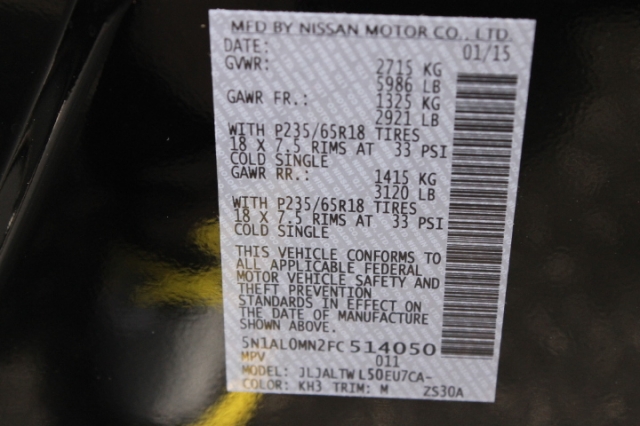 MFD BY NISSAN MOTOR CO., LTD.
DATE: 01/15
GVWR: 2715 KG
5986 LB
GAWR FR.: 1325 KG
2921 LB
WITH P235/65R18 TIRES
18 X 7.5 RIMS AT 33 PSI
COLD SINGLE
GAWR RR.: 1415 KG
3120 LB
WITH P235/65R18 TIRES
18 X 7.5 RIMS AT 33 PSI
COLD SINGLE
THIS VEHICLE CONFORMS TO
ALL APPLICABLE FEDERAL
MOTOR VEHICLE SAFETY AND
THEFT PREVENTION
STANDARDS IN EFFECT ON
THE DATE OF MANUFACTURE
SHOWN ABOVE.
5N1AL0MN2FC514050
MPV 011
MODEL: JLJALTWL50EU7CA-
COLOR: KH3 TRIM: M ZS30A